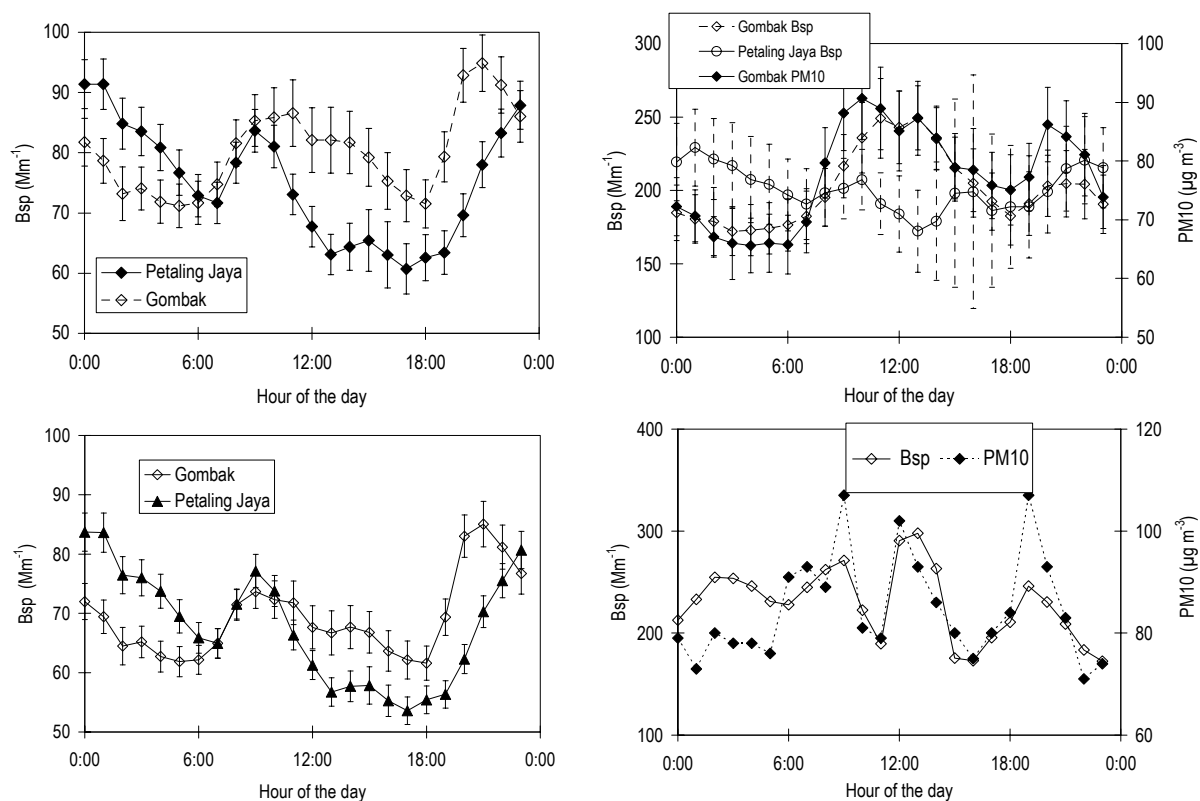 100
90
80
70
60
50
Bsp (Mm-1)
Petaling Jaya
Gombak
0:00 6:00 12:00 18:00 0:00
Hour of the day
Gombak Bsp
Petaling Jaya Bsp
Gombak PM10
300
250
200
150
100
Bsp (Mm-1)
100
90
80
70
60
50
PM10 (µg m-3)
0:00 6:00 12:00 18:00 0:00
Hour of the day
100
90
80
70
60
50
Bsp (Mm-1)
Gombak
Petaling Jaya
0:00 6:00 12:00 18:00 0:00
Hour of the day
400
300
200
100
Bsp (Mm-1)
Bsp PM10
120
100
80
60
PM10 (µg m-3)
0:00 6:00 12:00 18:00 0:00
Hour of the day